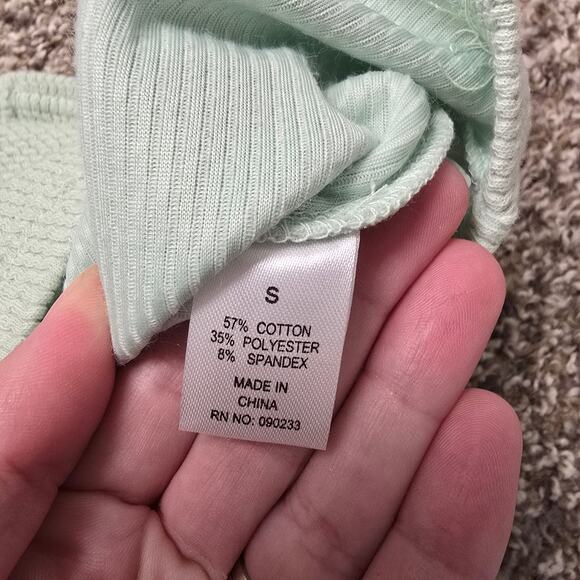 S
57% COTTON
35% POLYESTER
8% SPANDEX
MADE IN
CHINA
RN NO: 090233